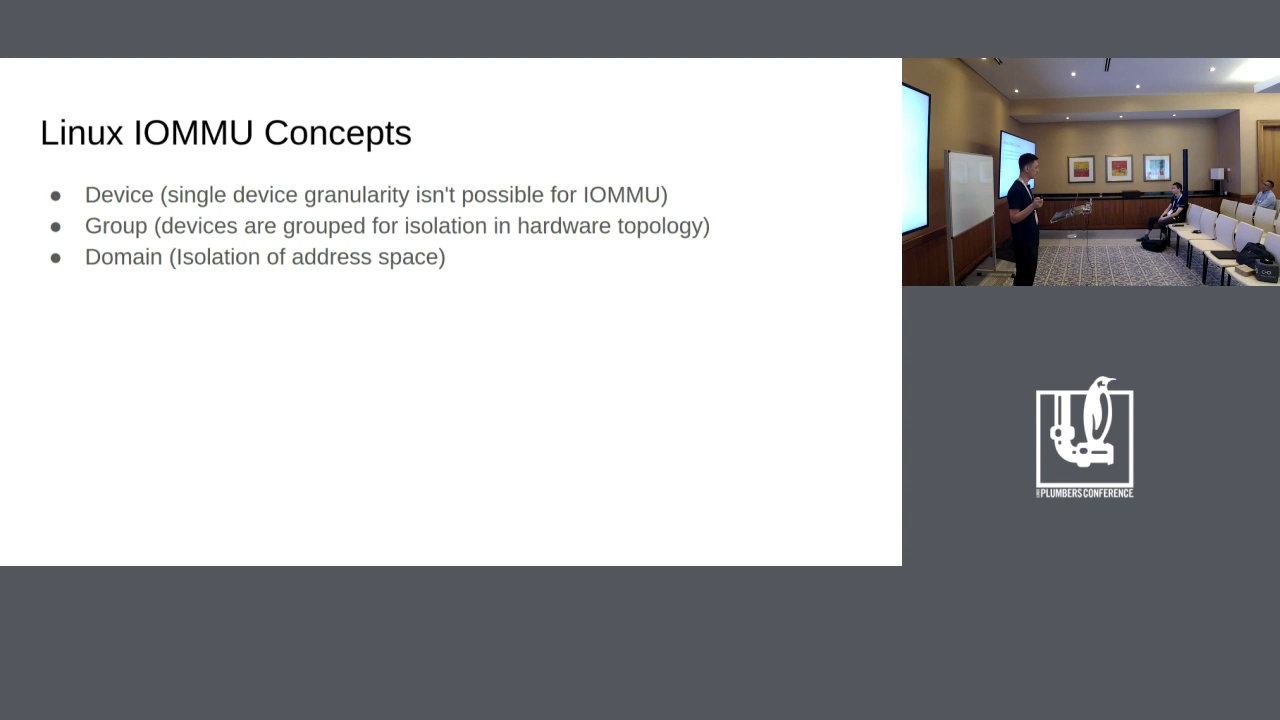 Linux IOMMU Concepts
● Device (single device granularity isn't possible for IOMMU)
● Group (devices are grouped for isolation in hardware topology)
● Domain (Isolation of address space)
PLUMBERS CONFERENCE